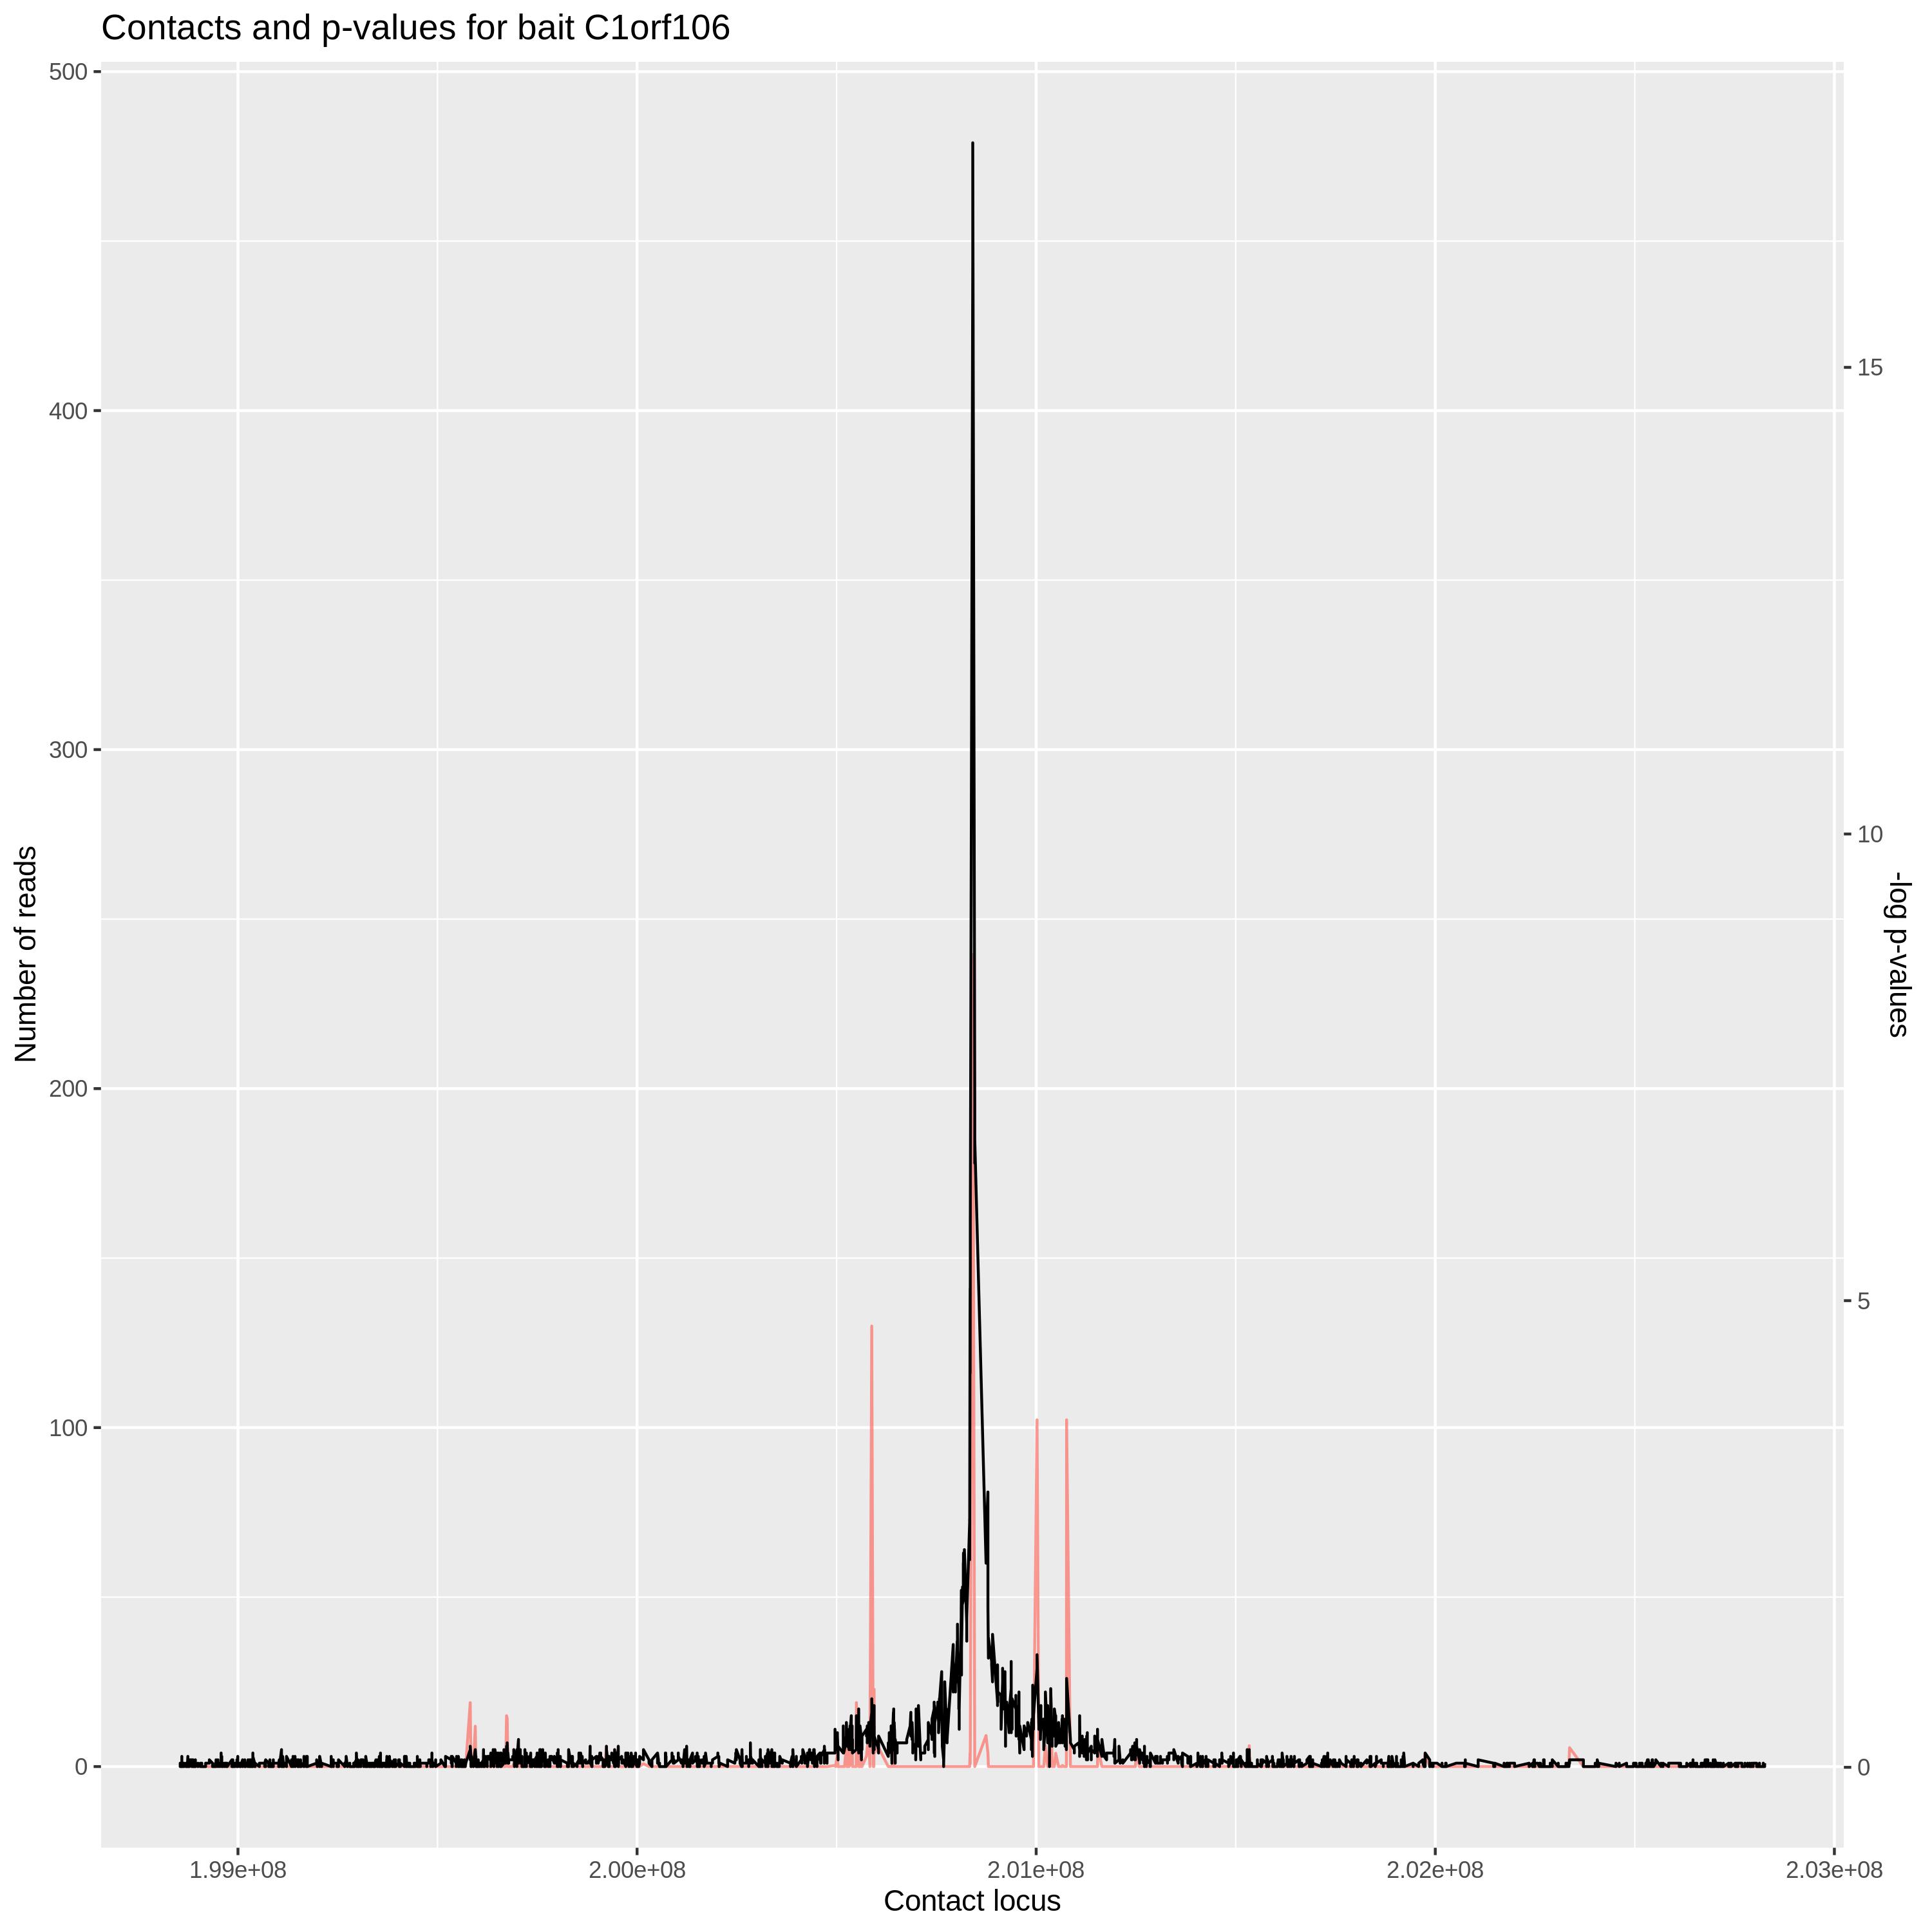 Contacts and p-values for bait C1orf106
500
400
300
200
100
0
Number of reads
15
10
5
0
-log p-values
1.99e+08 2.00e+08 2.01e+08 2.02e+08 2.03e+08
Contact locus